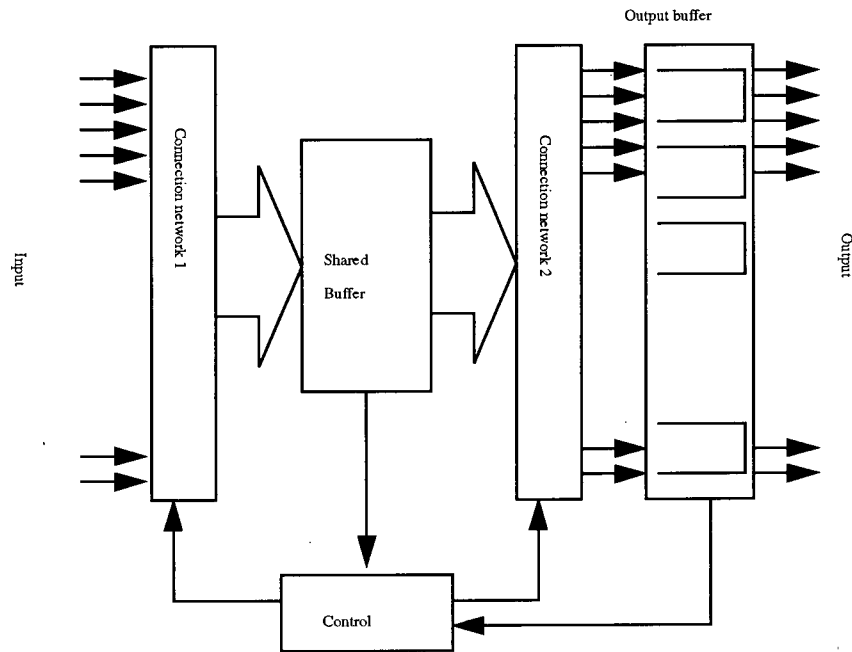 Output buffer
Input
Connection network 1
Shared
Buffer
Connection network 2
Output
Control